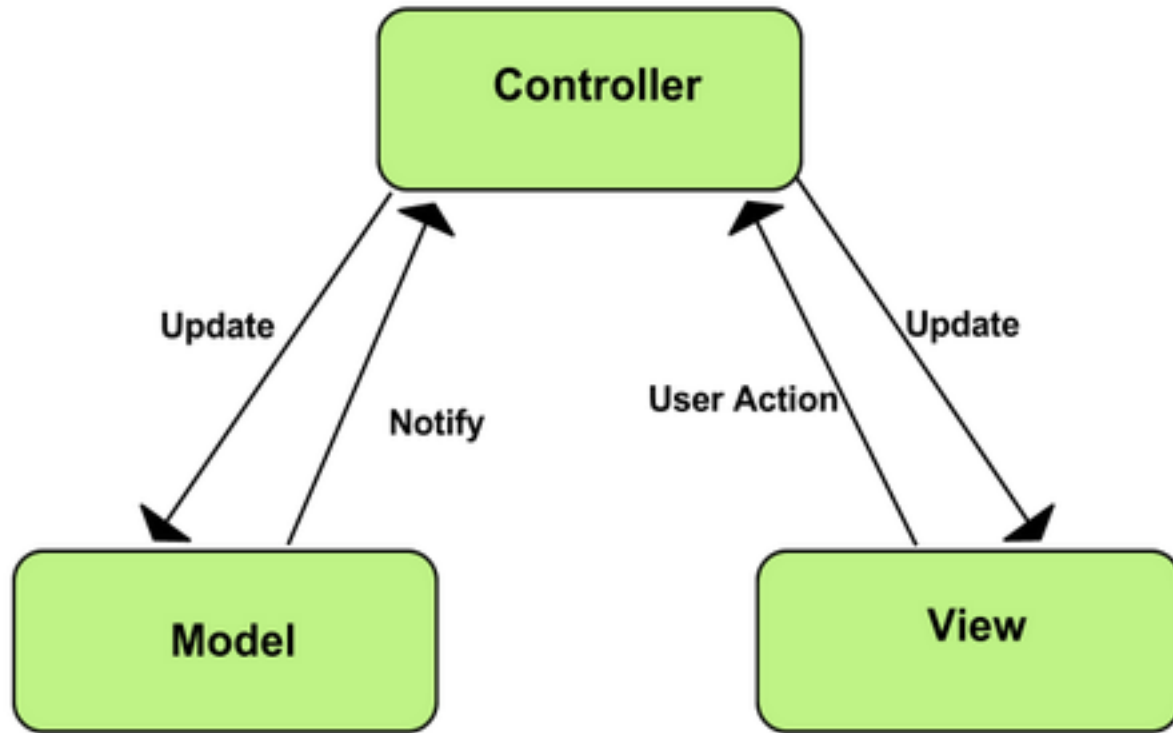 Controller
Update
Update
User Action
Notify
Model
View